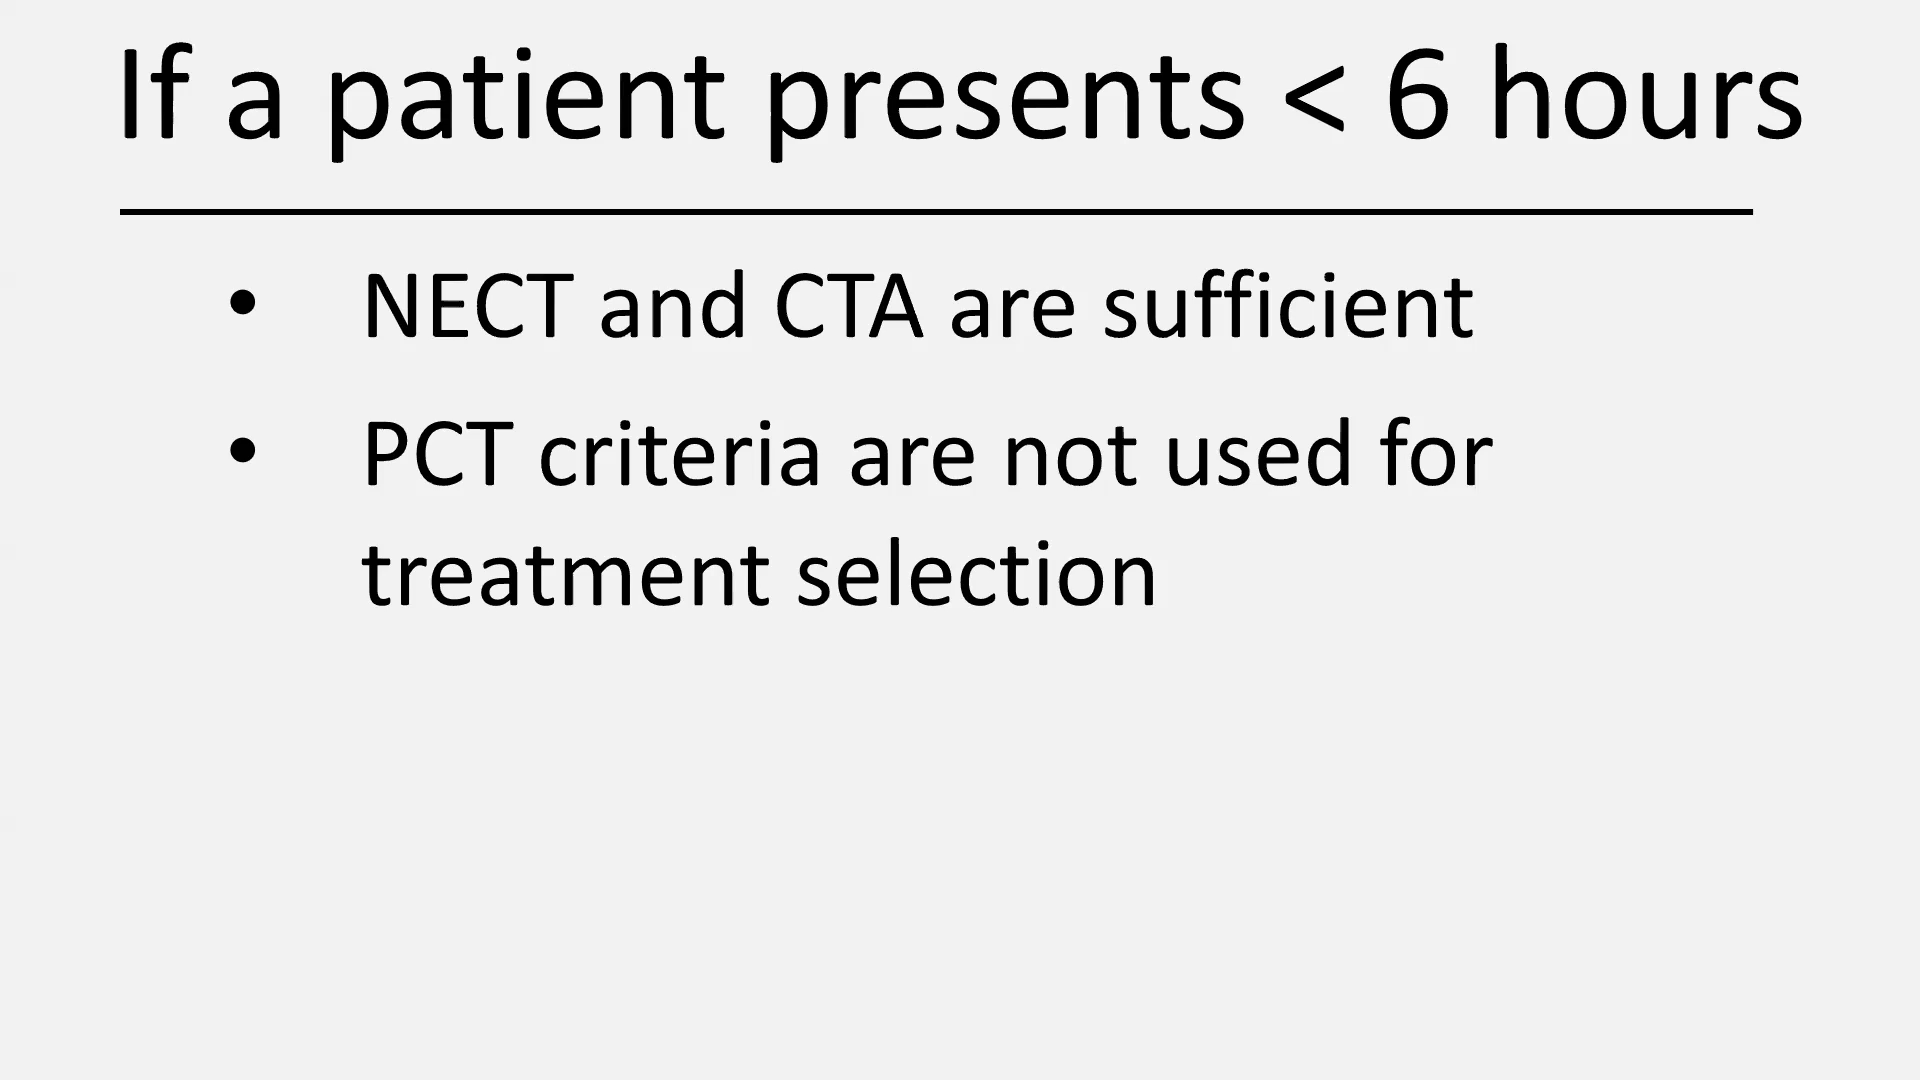 If a patient presents < 6 hours
• NECT and CTA are sufficient
• PCT criteria are not used for
treatment selection